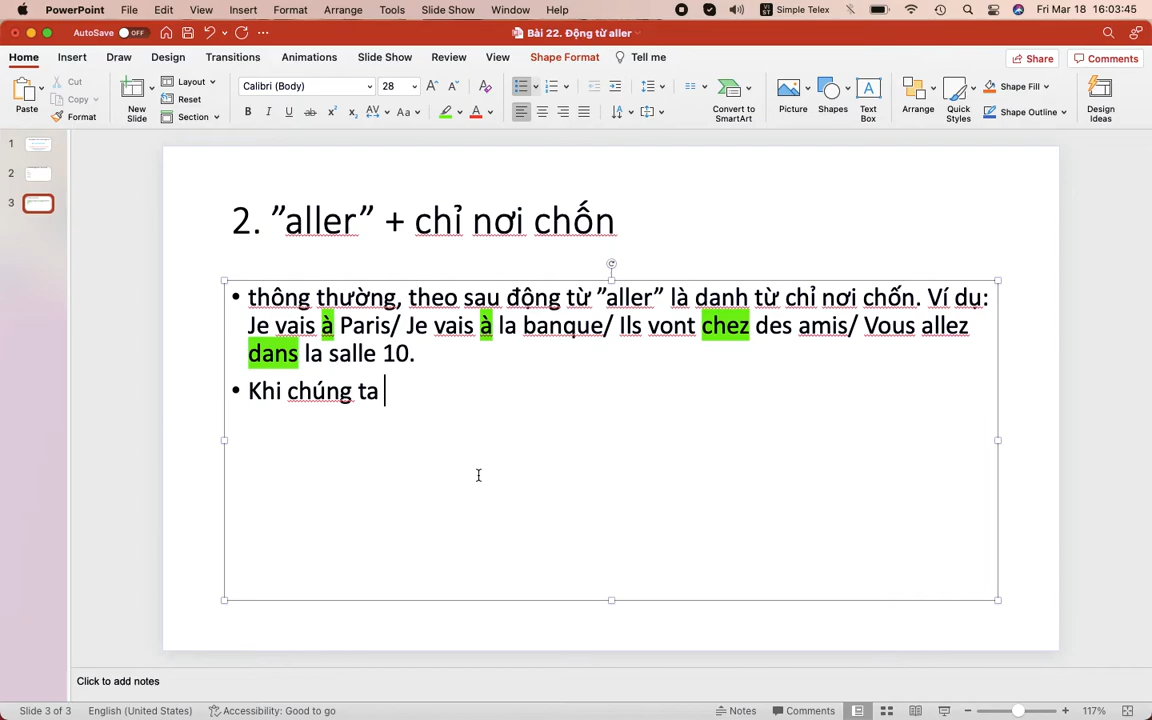 PowerPoint File Edit View Insert Format Arrange Tools Slide Show Window Help VI ST Simple Telex Fri Mar 18 16:03:45
AutoSave OFF Bài 22. Động từ aller
Home Insert Draw Design Transitions Animations Slide Show Review View Shape Format Tell me Share Comments
Paste Cut Copy Format New Slide Layout Reset Section Calibri (Body) 28 Convert to SmartArt Picture Shapes Text Box Arrange Quick Styles Shape Fill Shape Outline Design Ideas
1
2
3
2. ”aller” + chỉ nơi chốn
• thông thường, theo sau động từ ”aller” là danh từ chỉ nơi chốn. Ví dụ:
Je vais à Paris/ Je vais à la banque/ Ils vont chez des amis/ Vous allez
dans la salle 10.
• Khi chúng ta
Click to add notes
Slide 3 of 3 English (United States) Accessibility: Good to go Notes Comments 117%